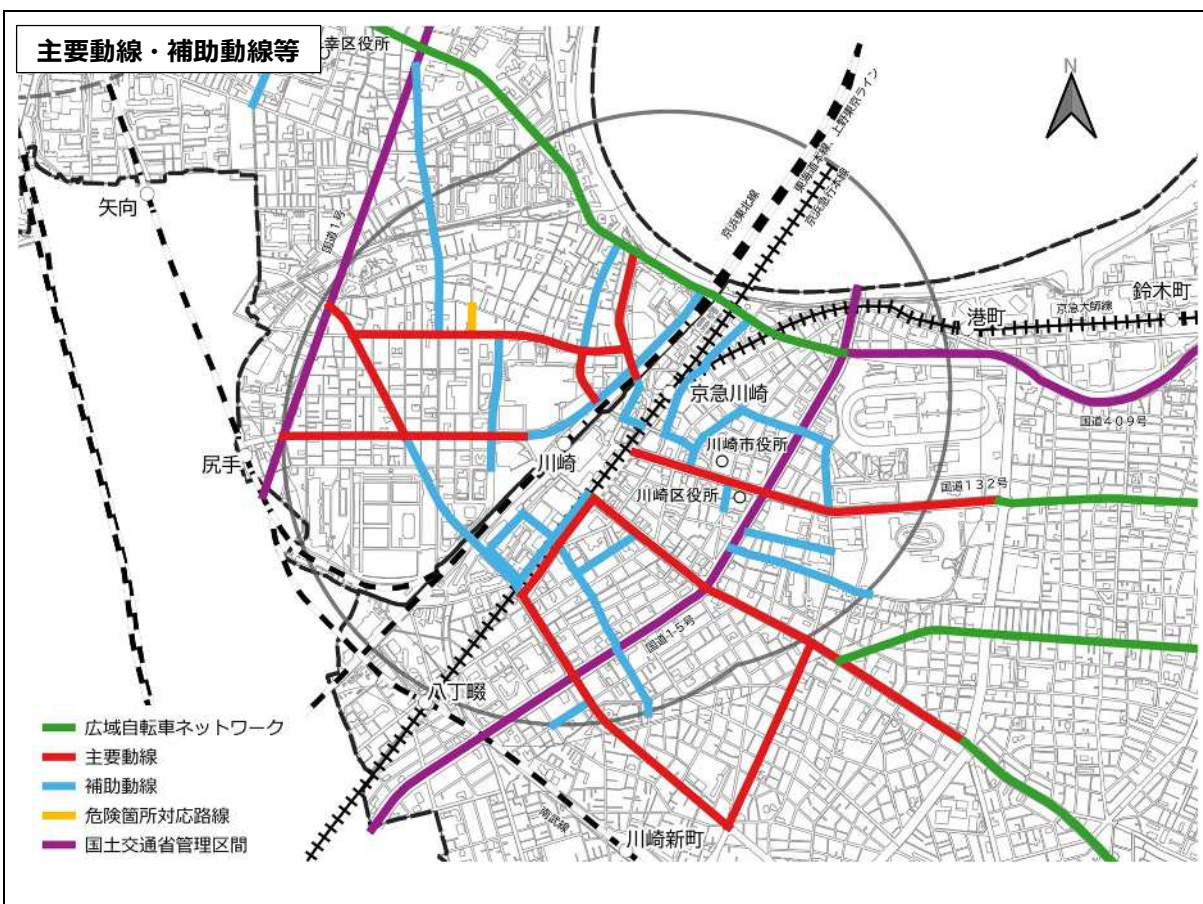 主要動線・補助動線等
幸区役所
N
矢向
国道1号
京浜東北線
東海道本線、上野東京ライン
京浜急行本線
鈴木町
港町
京急大師線
京急川崎
国道409号
川崎市役所
尻手
川崎
川崎区役所
国道132号
国道15号
八丁畷
南武線
川崎新町
広域自転車ネットワーク
主要動線
補助動線
危険箇所対応路線
国土交通省管理区間